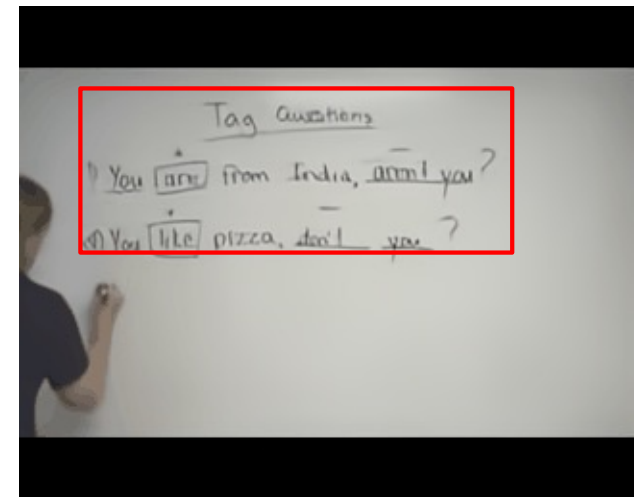 Tag Questions
1) You are from India, aren't you?
2) You like pizza, don't you?